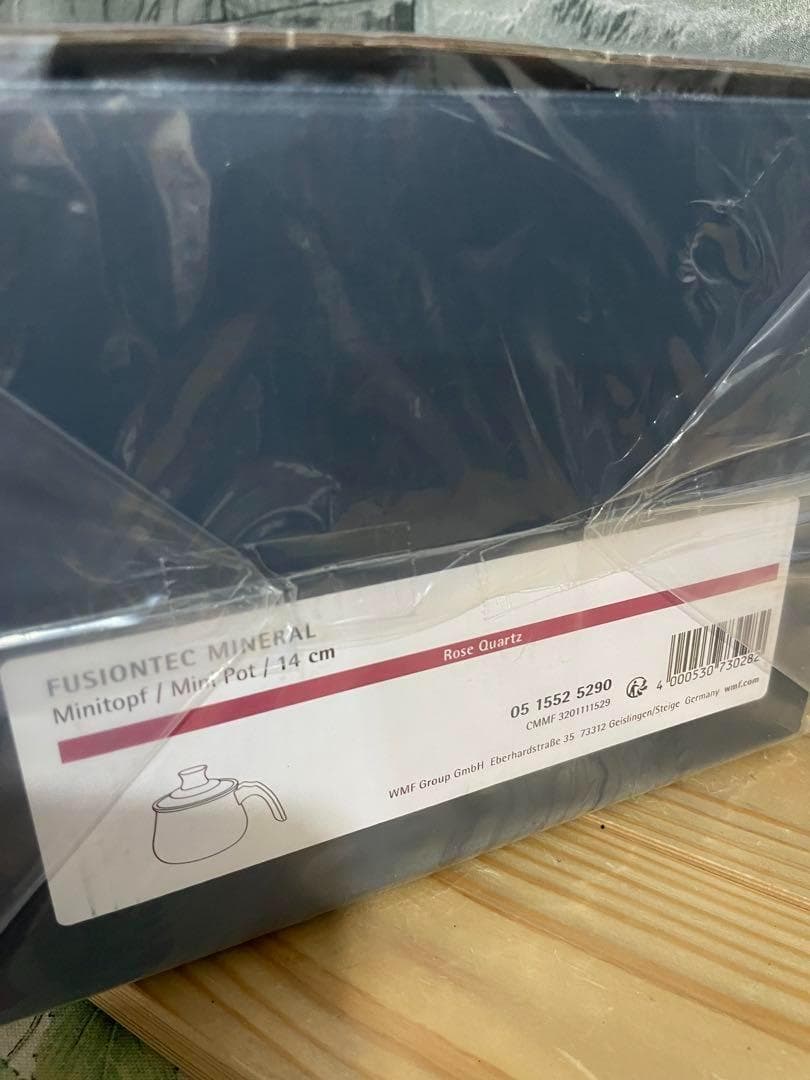 FUSIONTEC MINERAL
Minitopf / Mini Pot / 14 cm
Rose Quartz
05 1552 5290
CMMF 3201111529
4 000530 730282
WMF Group GmbH Eberhardstraße 35 73312 Geislingen/Steige Germany wmf.com